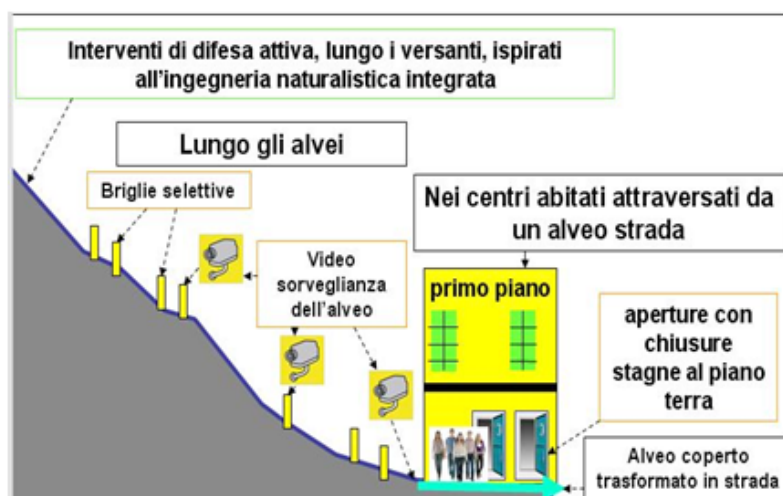 Interventi di difesa attiva, lungo i versanti, ispirati
all'ingegneria naturalistica integrata
Lungo gli alvei
Briglie selettive
Nei centri abitati attraversati da
un alveo strada
Video
sorveglianza
dell'alveo
primo piano
aperture con
chiusure
stagne al piano
terra
Alveo coperto
trasformato in strada